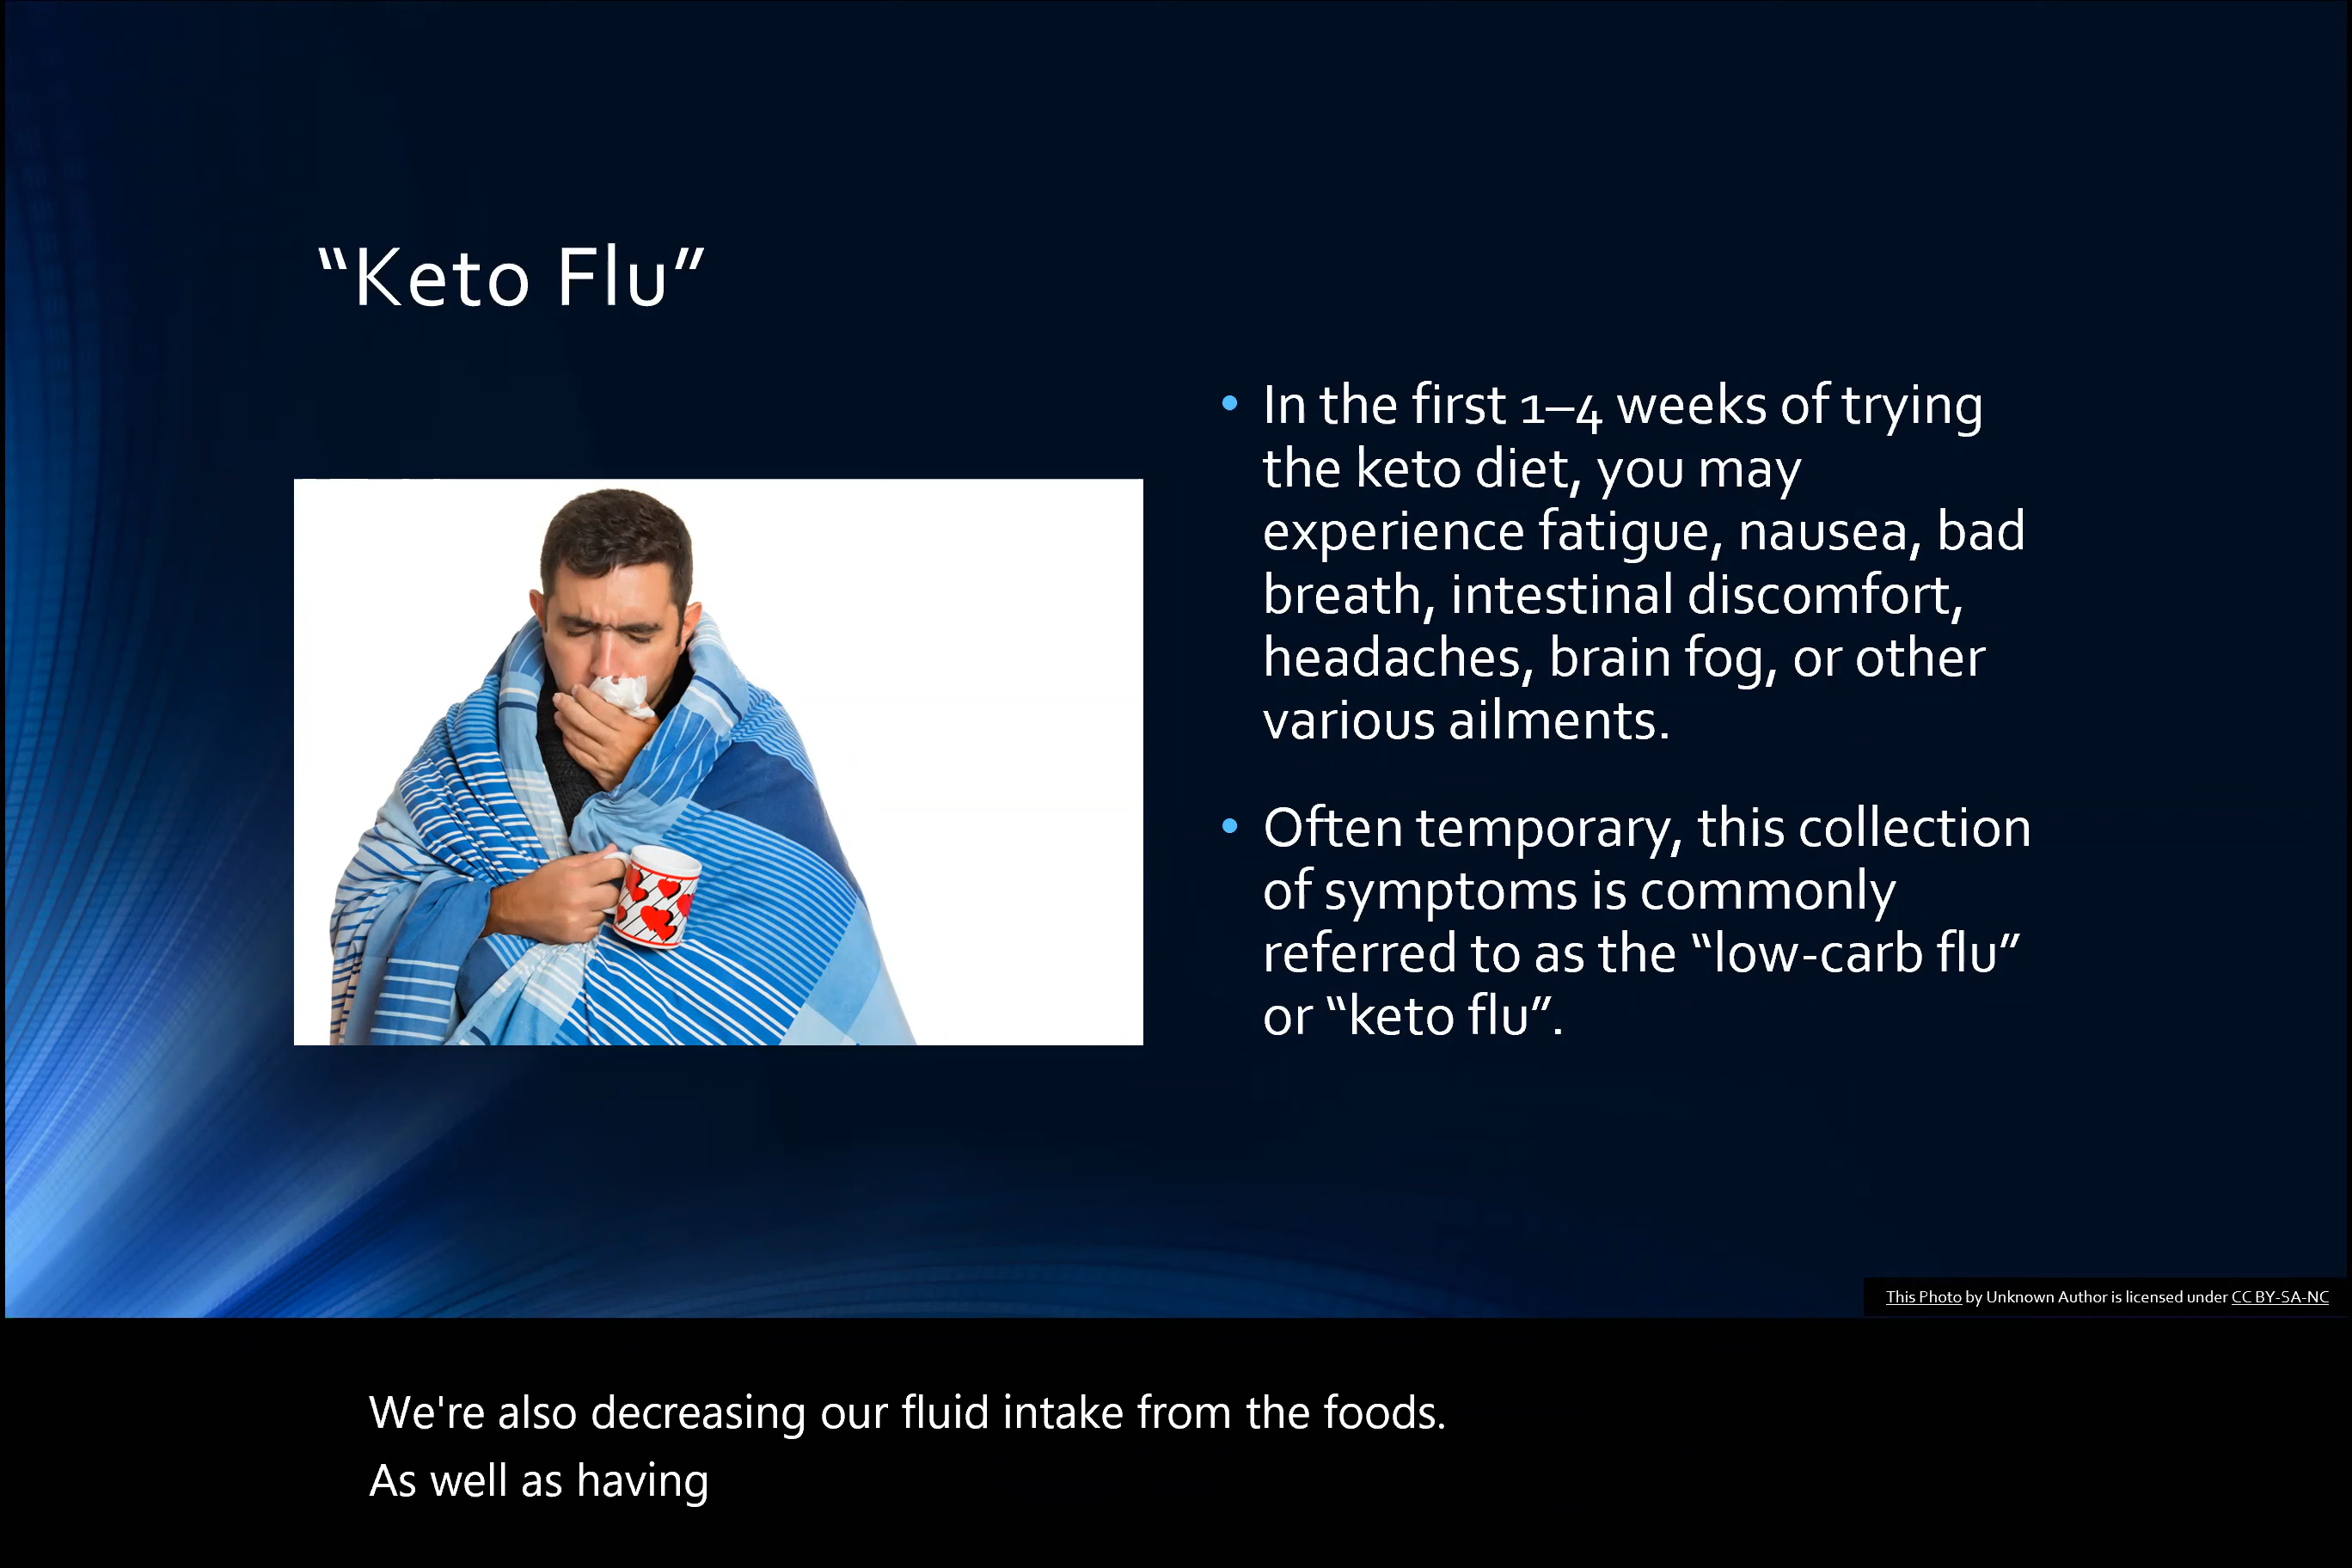 “Keto Flu”
• In the first 1–4 weeks of trying
the keto diet, you may
experience fatigue, nausea, bad
breath, intestinal discomfort,
headaches, brain fog, or other
various ailments.
• Often temporary, this collection
of symptoms is commonly
referred to as the “low-carb flu”
or “keto flu”.
This Photo by Unknown Author is licensed under CC BY-SA-NC
We're also decreasing our fluid intake from the foods.
As well as having